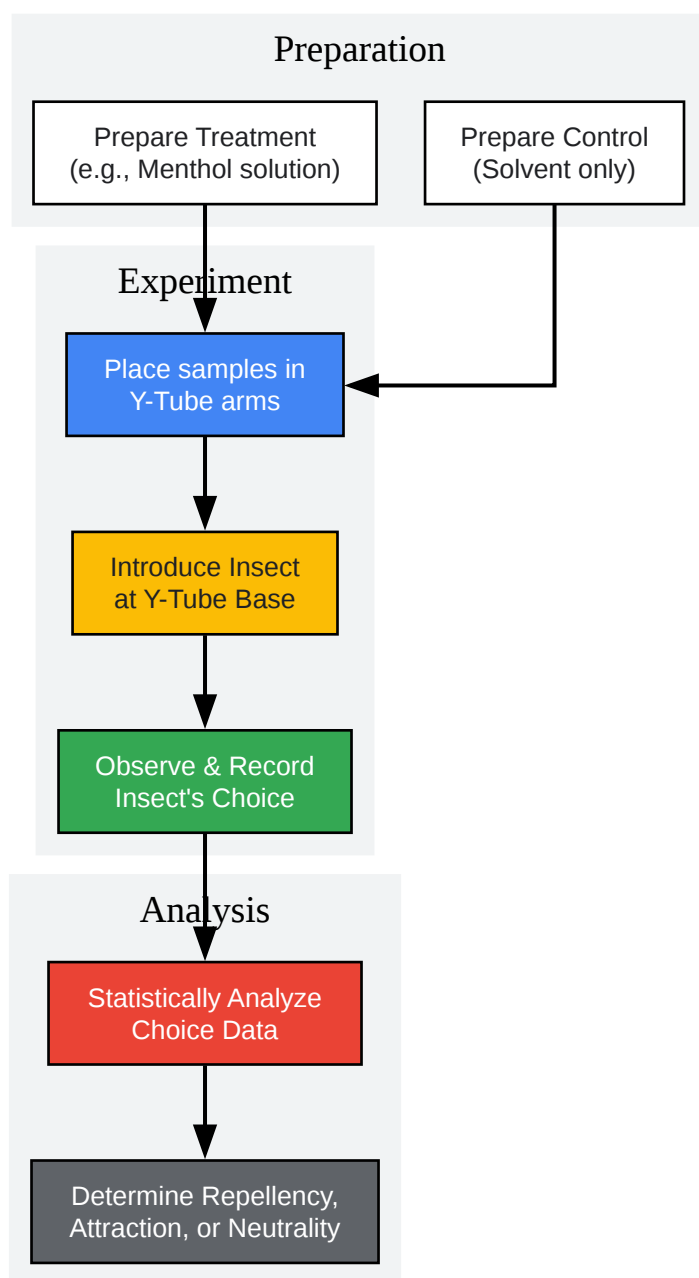 Preparation
Prepare Treatment
(e.g., Menthol solution)
Prepare Control
(Solvent only)
Experiment
Place samples in
Y-Tube arms
Introduce Insect
at Y-Tube Base
Observe & Record
Insect's Choice
Analysis
Statistically Analyze
Choice Data
Determine Repellency,
Attraction, or Neutrality